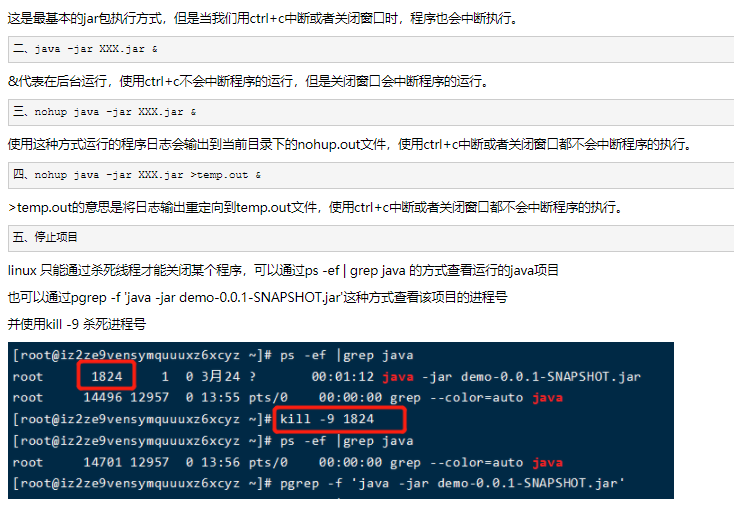 这是最基本的jar包执行方式，但是当我们用ctrl+c中断或者关闭窗口时，程序也会中断执行。
二、java -jar XXX.jar &
&代表在后台运行，使用ctrl+c不会中断程序的运行，但是关闭窗口会中断程序的运行。
三、nohup java -jar XXX.jar &
使用这种方式运行的程序日志会输出到当前目录下的nohup.out文件，使用ctrl+c中断或者关闭窗口都不会中断程序的执行。
四、nohup java -jar XXX.jar >temp.out &
>temp.out的意思是将日志输出重定向到temp.out文件，使用ctrl+c中断或者关闭窗口都不会中断程序的执行。
五、停止项目
linux 只能通过杀死线程才能关闭某个程序，可以通过ps -ef | grep java 的方式查看运行的java项目
也可以通过pgrep -f 'java -jar demo-0.0.1-SNAPSHOT.jar'这种方式查看该项目的进程号
并使用kill -9 杀死进程号
[root@iz2ze9vensymquuuxz6xcyz ~]# ps -ef |grep java
root 1824 1 0 3月24 ? 00:01:12 java -jar demo-0.0.1-SNAPSHOT.jar
root 14496 12957 0 13:55 pts/0 00:00:00 grep --color=auto java
[root@iz2ze9vensymquuuxz6xcyz ~]# kill -9 1824
[root@iz2ze9vensymquuuxz6xcyz ~]# ps -ef |grep java
root 14701 12957 0 13:56 pts/0 00:00:00 grep --color=auto java
[root@iz2ze9vensymquuuxz6xcyz ~]# pgrep -f 'java -jar demo-0.0.1-SNAPSHOT.jar'